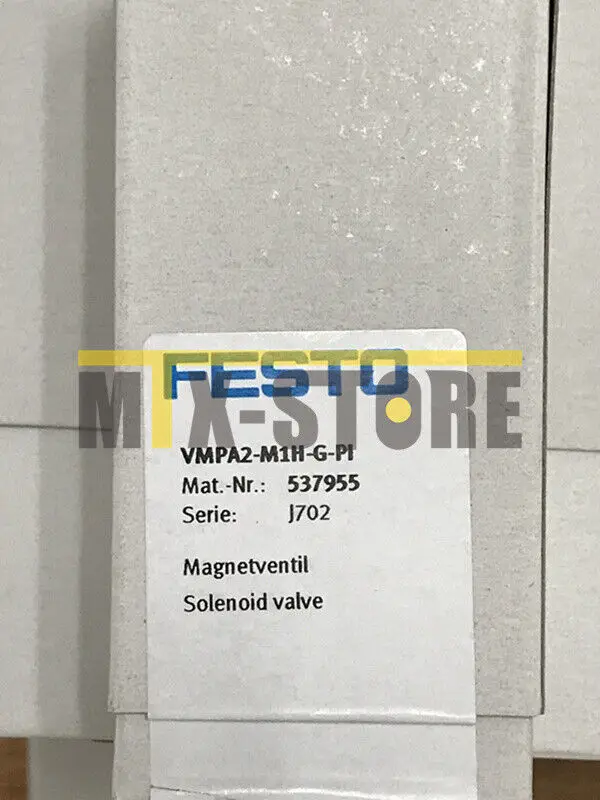 FESTO
MTX-STORE
VMPA2-M1H-G-PI
Mat.-Nr.: 537955
Serie: J702
Magnetventil
Solenoid valve